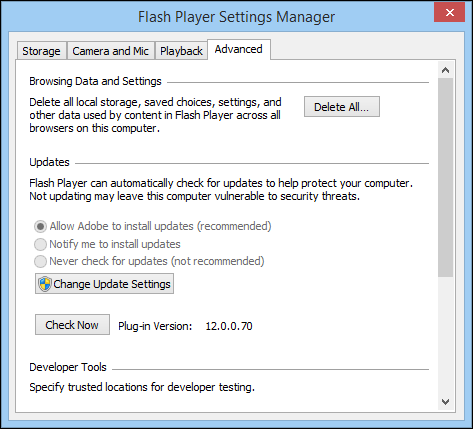 Flash Player Settings Manager
Storage Camera and Mic Playback Advanced
Browsing Data and Settings
Delete all local storage, saved choices, settings, and
other data used by content in Flash Player across all
browsers on this computer.
Delete All...
Updates
Flash Player can automatically check for updates to help protect your computer.
Not updating may leave this computer vulnerable to security threats.
Allow Adobe to install updates (recommended)
Notify me to install updates
Never check for updates (not recommended)
Change Update Settings
Check Now Plug-in Version: 12.0.0.70
Developer Tools
Specify trusted locations for developer testing.